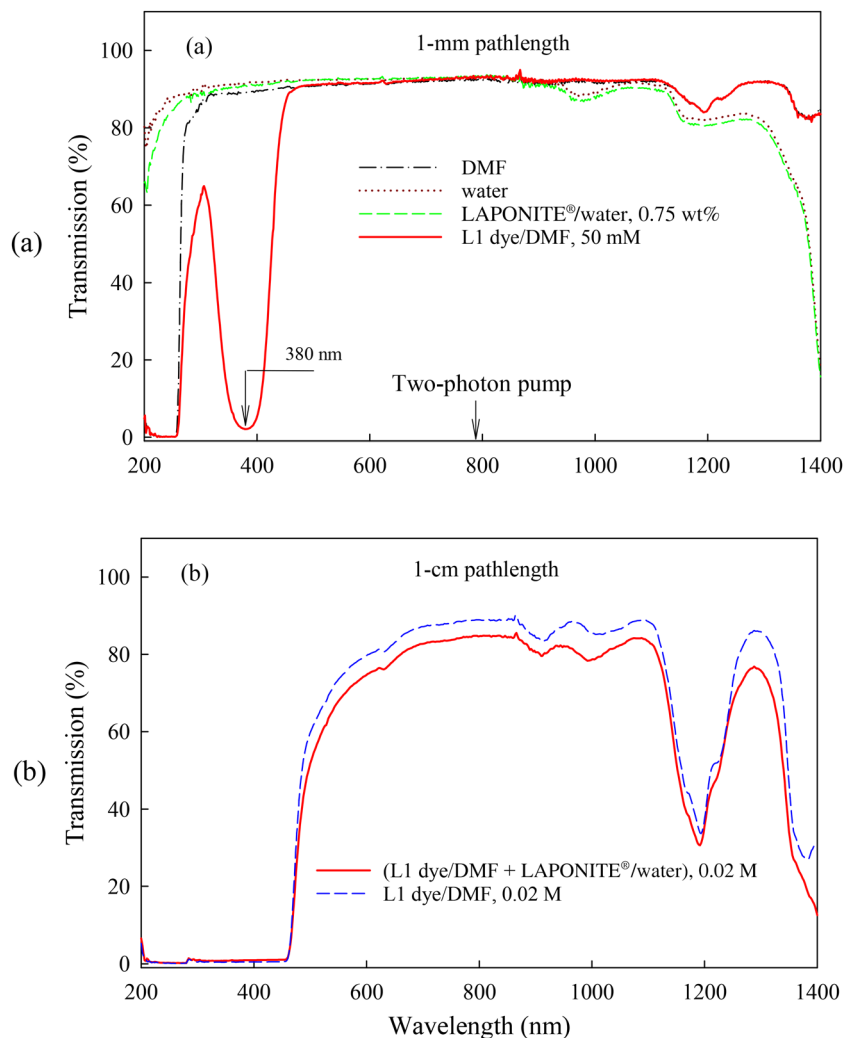 100
(a)
1-mm pathlength
80
DMF
water
LAPONITE®/water, 0.75 wt%
L1 dye/DMF, 50 mM
60
Transmission (%)
(a)
40
380 nm
20
Two-photon pump
0
200 400 600 800 1000 1200 1400
100
(b)
1-cm pathlength
80
60
Transmission (%)
(b)
40
(L1 dye/DMF + LAPONITE®/water), 0.02 M
L1 dye/DMF, 0.02 M
20
0
200 400 600 800 1000 1200 1400
Wavelength (nm)